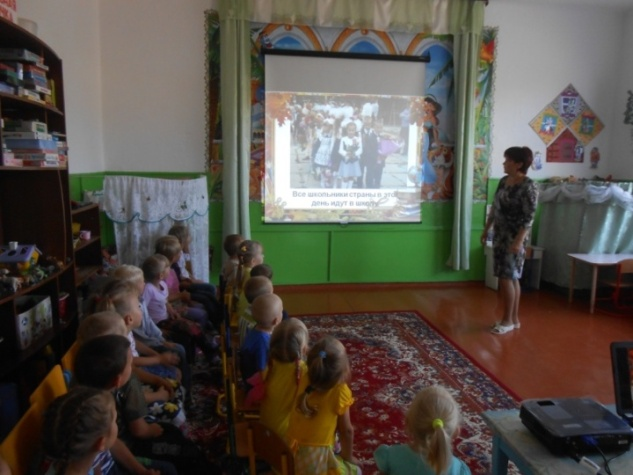 Все школьники страны в этот
день идут в школу